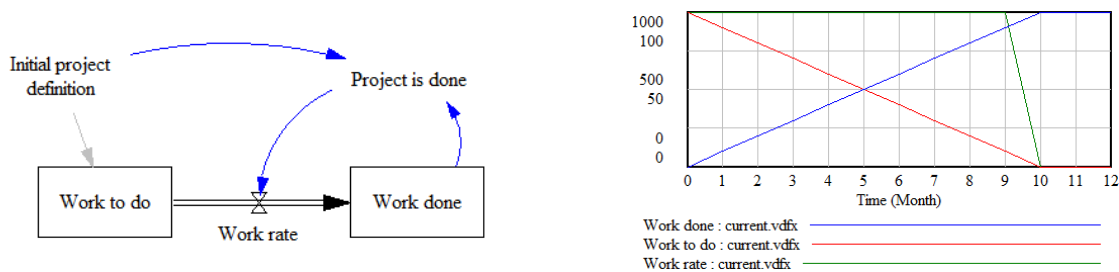 Initial project
definition
Project is done
Work to do
Work done
Work rate
1000
100
500
50
0
0
0 1 2 3 4 5 6 7 8 9 10 11 12
Time (Month)
Work done : current.vdfx
Work to do : current.vdfx
Work rate : current.vdfx